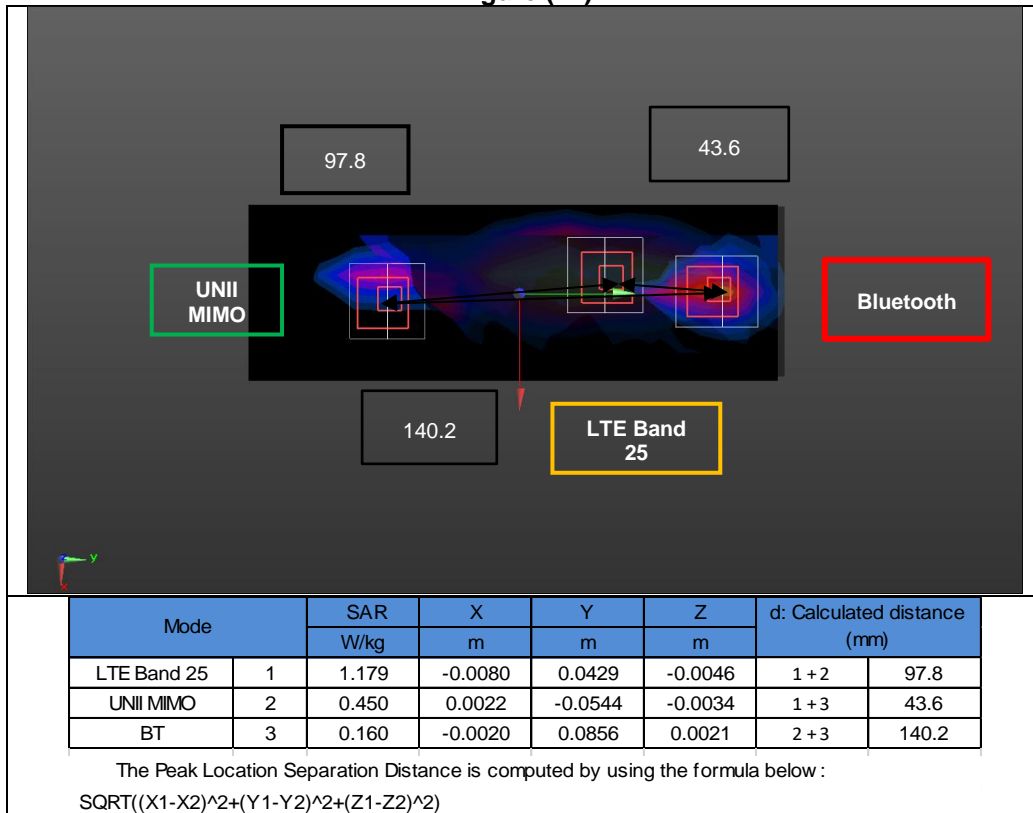 97.8
43.6
UNII
MIMO
Bluetooth
140.2
LTE Band
25
y
x
Mode SAR X Y Z d: Calculated distance
W/kg m m m (mm)
LTE Band 25 1 1.179 -0.0080 0.0429 -0.0046 1 + 2 97.8
UNII MIMO 2 0.450 0.0022 -0.0544 -0.0034 1 + 3 43.6
BT 3 0.160 -0.0020 0.0856 0.0021 2 + 3 140.2
The Peak Location Separation Distance is computed by using the formula below :
SQRT((X1-X2)^2+(Y1-Y2)^2+(Z1-Z2)^2)